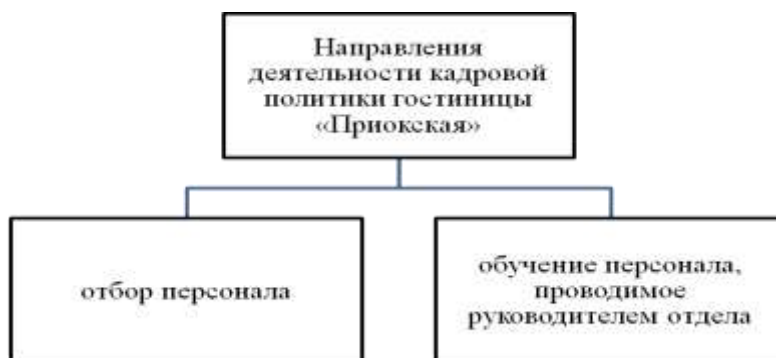 Направления
деятельности кадровой
политики гостиницы
«Приокская»
отбор персонала
обучение персонала,
проводимое
руководителем отдела